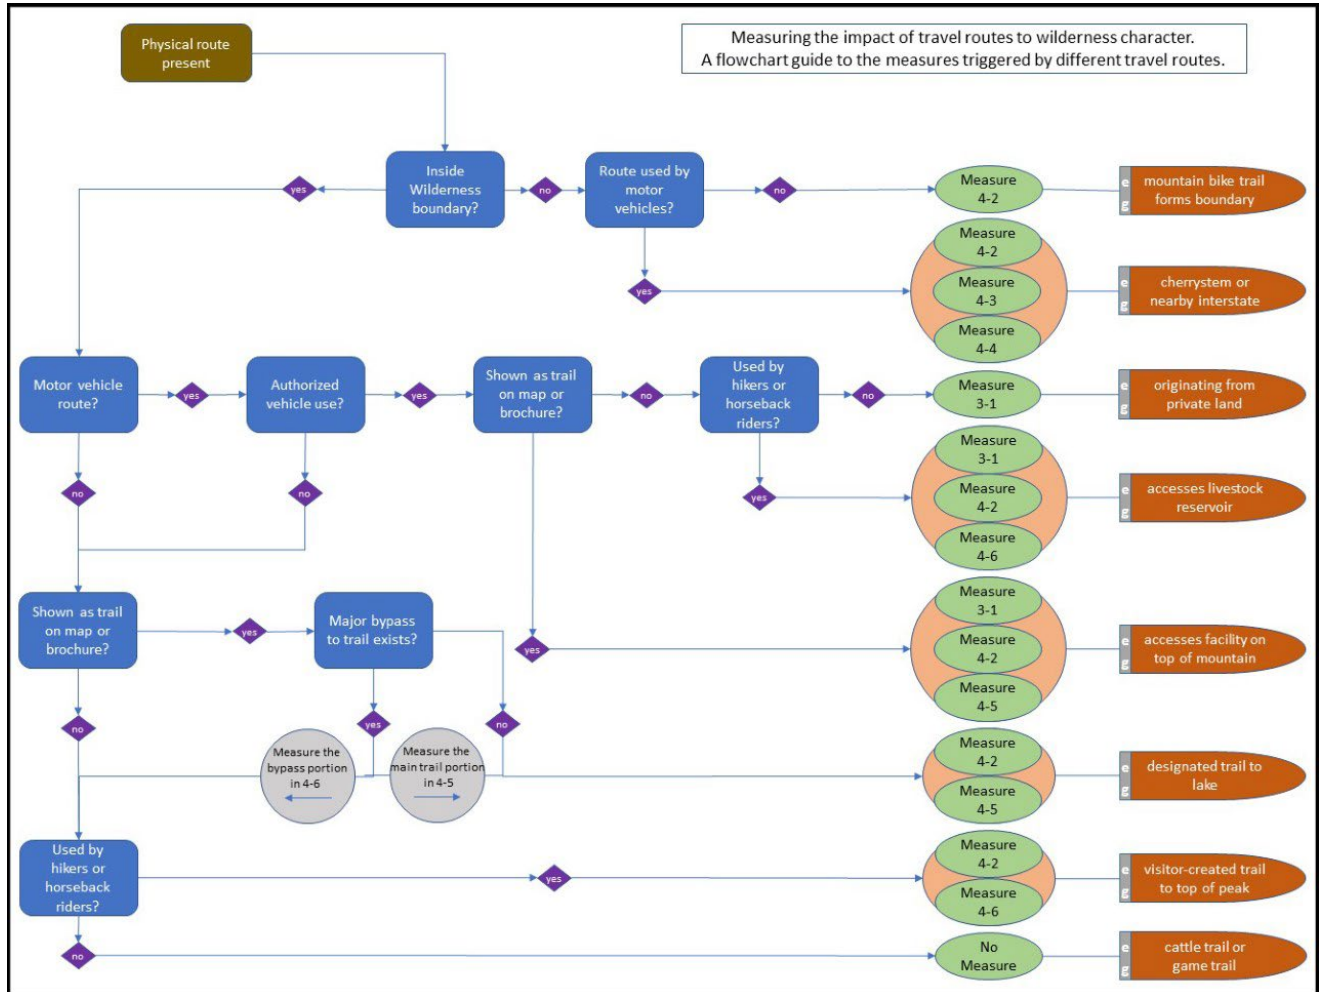 Physical route
present
Measuring the impact of travel routes to wilderness character.
A flowchart guide to the measures triggered by different travel routes.
Inside
Wilderness
boundary?
yes
no
Route used by
motor
vehicles?
no
Measure
4-2
e
g
mountain bike trail
forms boundary
yes
Measure
4-2
Measure
4-3
Measure
4-4
e
g
cherrystem or
nearby interstate
Motor vehicle
route?
yes
Authorized
vehicle use?
yes
Shown as trail
on map or
brochure?
no
Used by
hikers or
horseback
riders?
no
Measure
3-1
e
g
originating from
private land
no
no
yes
Measure
3-1
Measure
4-2
Measure
4-6
e
g
accesses livestock
reservoir
Shown as trail
on map or
brochure?
yes
Major bypass
to trail exists?
yes
Measure
3-1
Measure
4-2
Measure
4-5
e
g
accesses facility on
top of mountain
no
yes
no
Measure the
bypass portion
in 4-6
Measure the
main trail portion
in 4-5
Measure
4-2
Measure
4-5
e
g
designated trail to
lake
Used by
hikers or
horseback
riders?
yes
Measure
4-2
Measure
4-6
e
g
visitor-created trail
to top of peak
no
No
Measure
e
g
cattle trail or
game trail